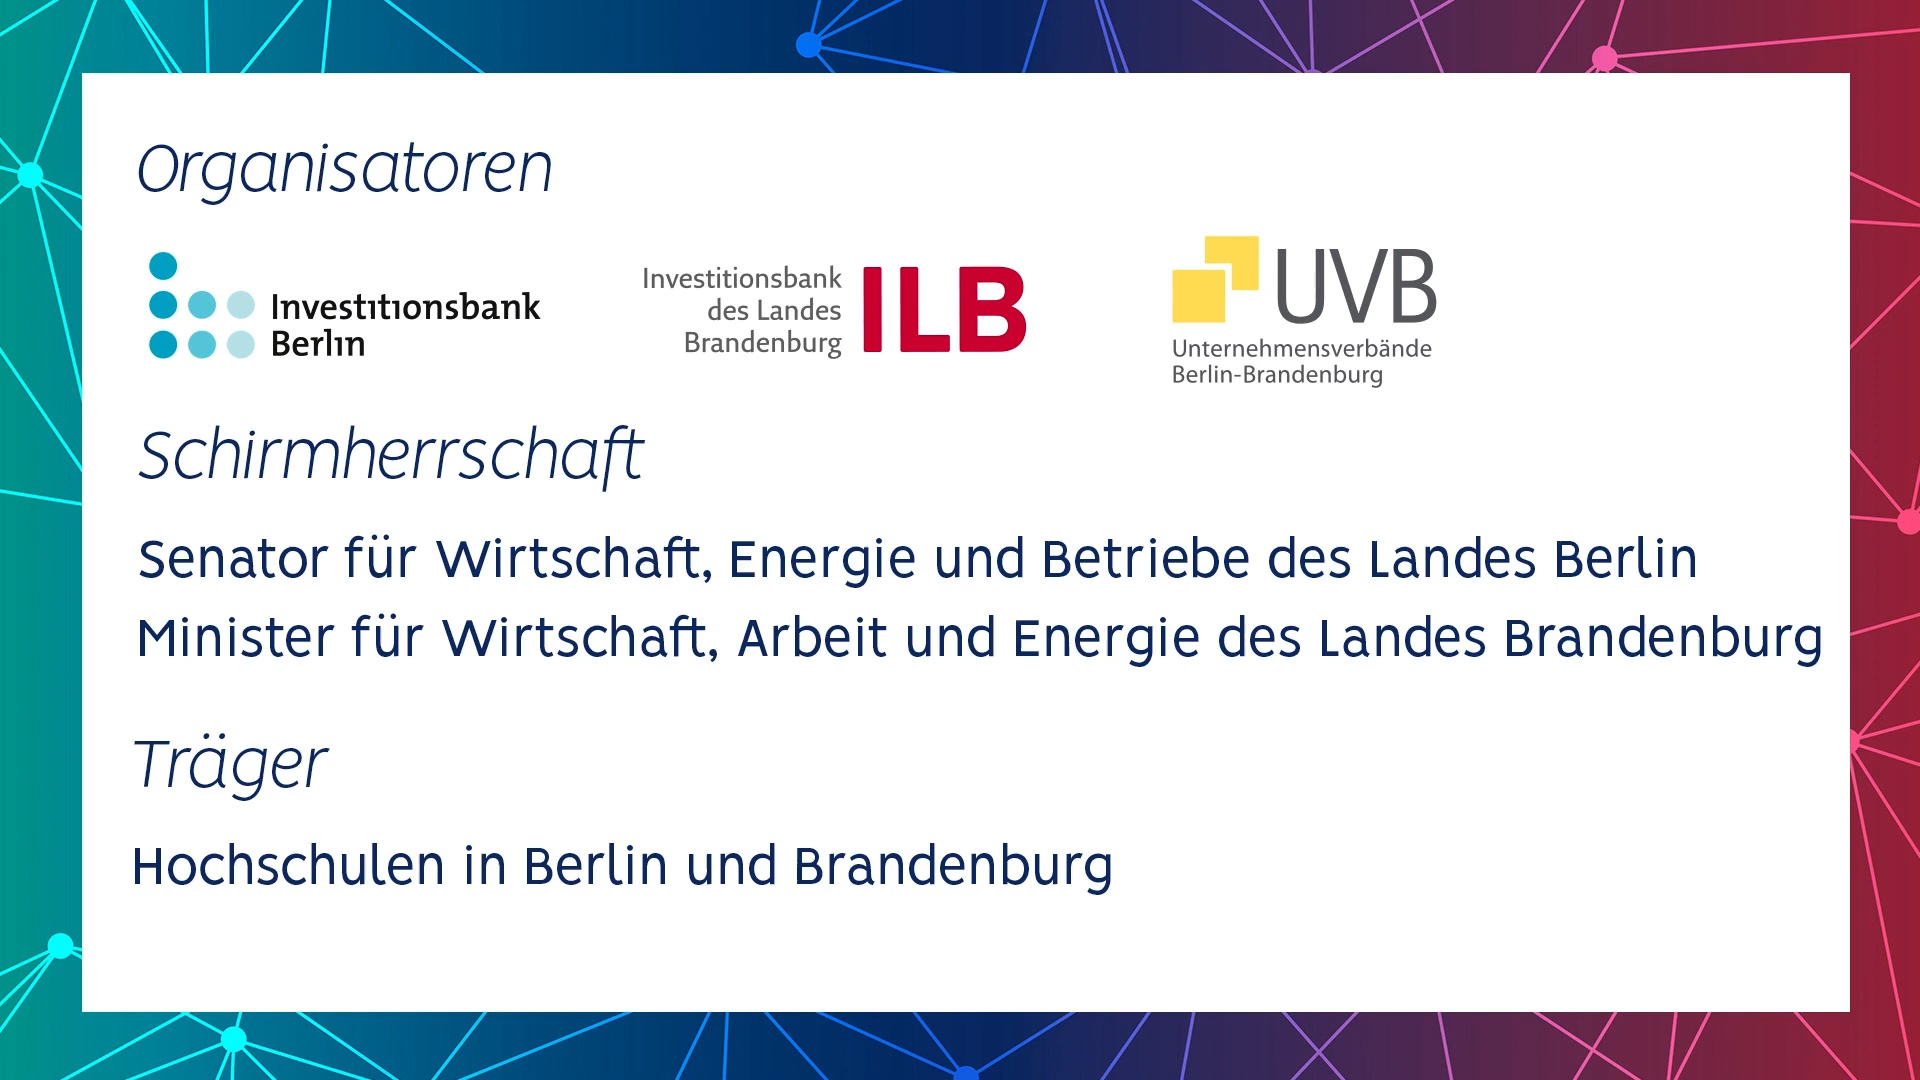 Organisatoren
Investitionsbank
Berlin
Investitionsbank
des Landes
Brandenburg
ILB
UVB
Unternehmensverbände
Berlin-Brandenburg
Schirmherrschaft
Senator für Wirtschaft, Energie und Betriebe des Landes Berlin
Minister für Wirtschaft, Arbeit und Energie des Landes Brandenburg
Träger
Hochschulen in Berlin und Brandenburg